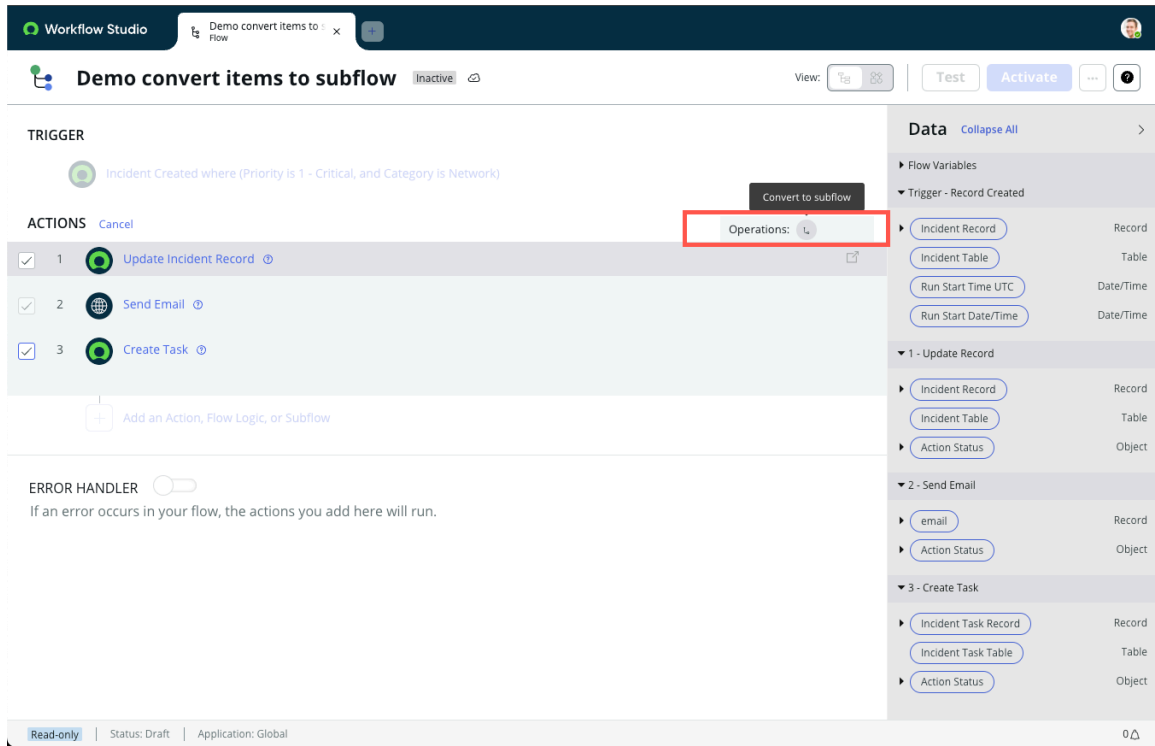 Workflow Studio
Demo convert items to s
Flow
Demo convert items to subflow
Inactive
View:
Test
Activate
TRIGGER
Incident Created where (Priority is 1 - Critical, and Category is Network)
Convert to subflow
ACTIONS Cancel
Operations:
1 Update Incident Record
2 Send Email
3 Create Task
Add an Action, Flow Logic, or Subflow
ERROR HANDLER
If an error occurs in your flow, the actions you add here will run.
Data Collapse All
Flow Variables
Trigger - Record Created
Incident Record Record
Incident Table Table
Run Start Time UTC Date/Time
Run Start Date/Time Date/Time
1 - Update Record
Incident Record Record
Incident Table Table
Action Status Object
2 - Send Email
email Record
Action Status Object
3 - Create Task
Incident Task Record Record
Incident Task Table Table
Action Status Object
Read-only | Status: Draft | Application: Global
0